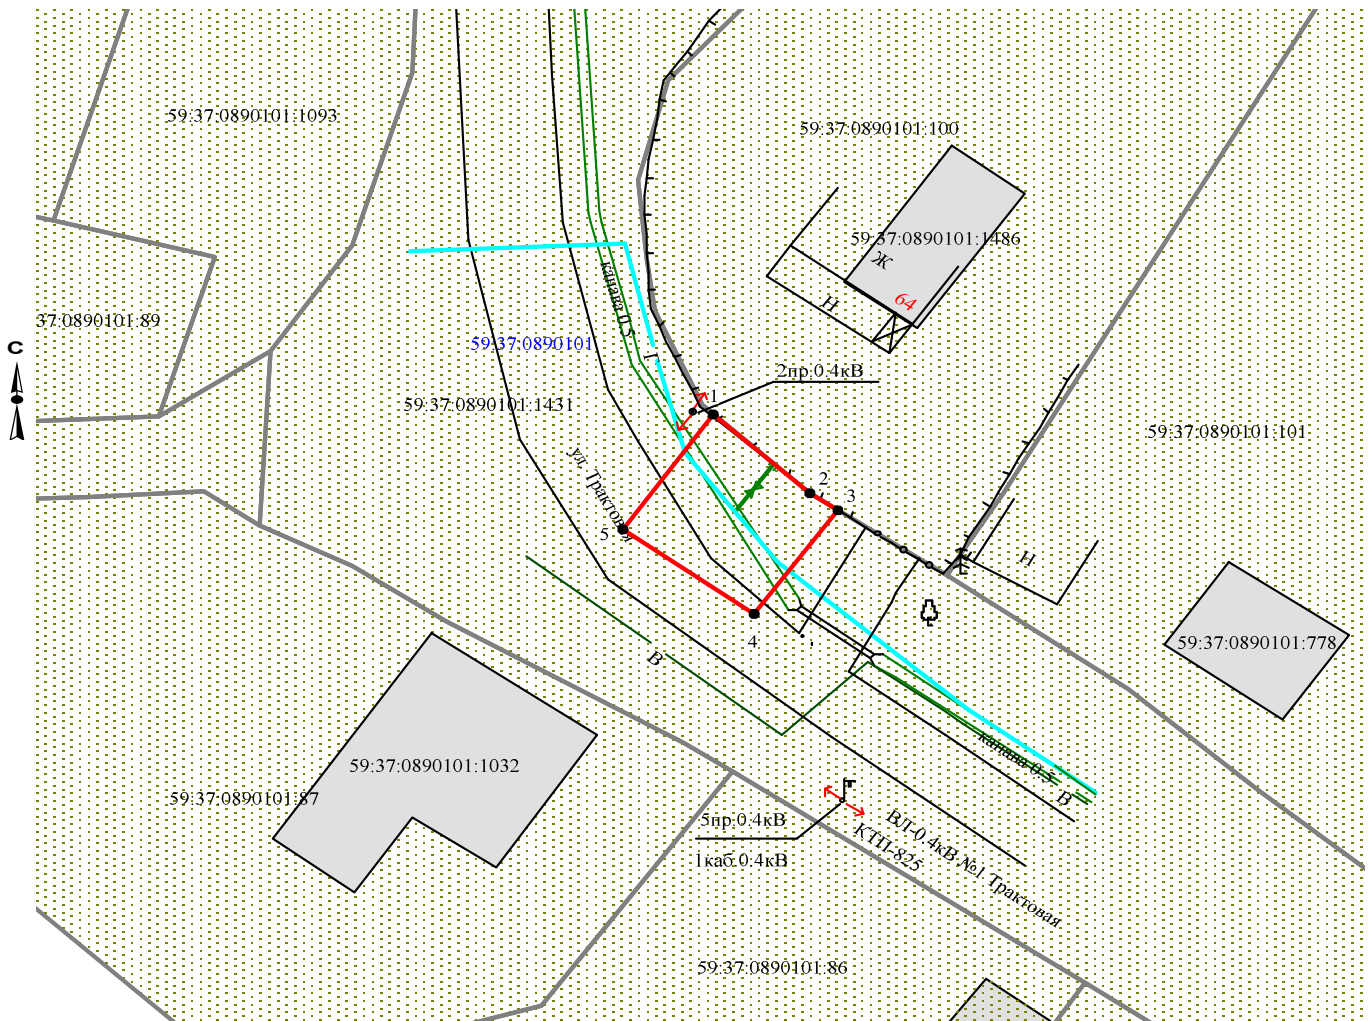 59:37:0890101:1093
59:37:0890101:100
59:37:0890101:1486
Ж
64
Н
канава 0.5
37:0890101:89
С
59:37:0890101
Г
2пр.0.4кВ
1
59:37:0890101:1431
59:37:0890101:101
ул. Трактовая
2
3
5
4
Н
В
59:37:0890101:778
59:37:0890101:1032
59:37:0890101:87
канава 0.5
В
5пр.0.4кВ
1каб.0.4кВ
ВЛ-0.4кВ №1 Трактовая
КТП-825
59:37:0890101:86